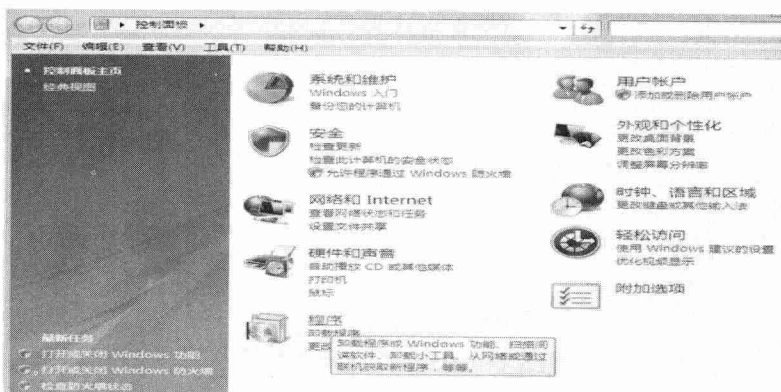 控制面板
文件(F) 编辑(E) 查看(V) 工具(T) 帮助(H)
控制面板主页
经典视图
系统和维护
Windows 入门
备份您的计算机
安全
检查更新
检查此计算机的安全状态
允许程序通过 Windows 防火墙
网络和 Internet
查看网络状态和任务
设置文件共享
硬件和声音
自动播放 CD 或其他媒体
打印机
鼠标
程序
卸载程序
更改
卸载程序或 Windows 功能、扫描间
谍软件、卸载小工具、从网络或通过
联机获取新程序，等等。
用户帐户
添加或删除用户帐户
外观和个性化
更改桌面背景
更改色彩方案
调整屏幕分辨率
时钟、语言和区域
更改键盘或其他输入法
轻松访问
使用 Windows 建议的设置
优化视频显示
附加选项
最新任务
打开或关闭 Windows 功能
打开或关闭 Windows 防火墙
检查防火墙状态